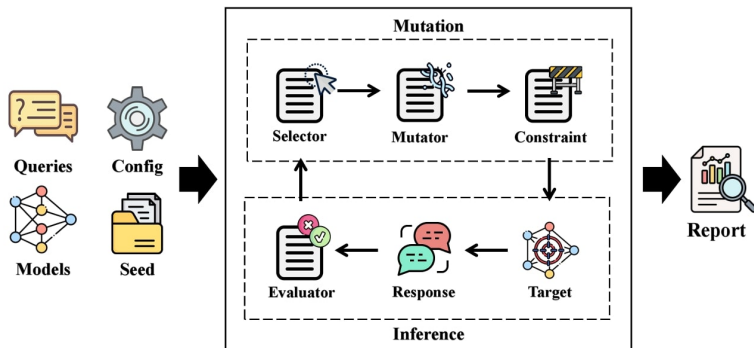 Mutation
Selector
Mutator
Constraint
Queries
Config
Models
Seed
Evaluator
Response
Target
Inference
Report